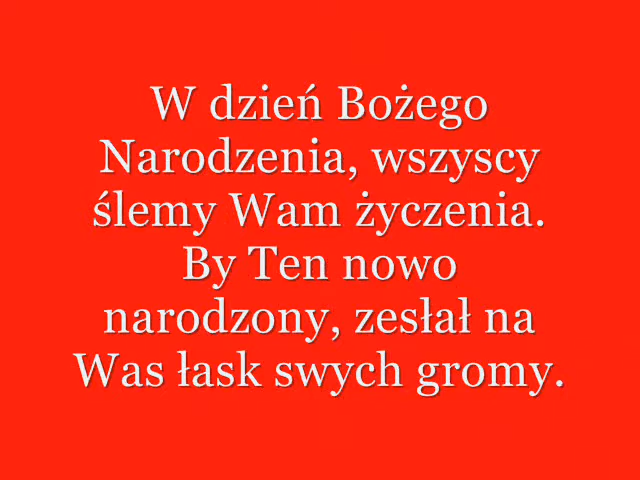 W dzień Bożego
Narodzenia, wszyscy
ślemy Wam życzenia.
By Ten nowo
narodzony, zesłał na
Was łask swych gromy.